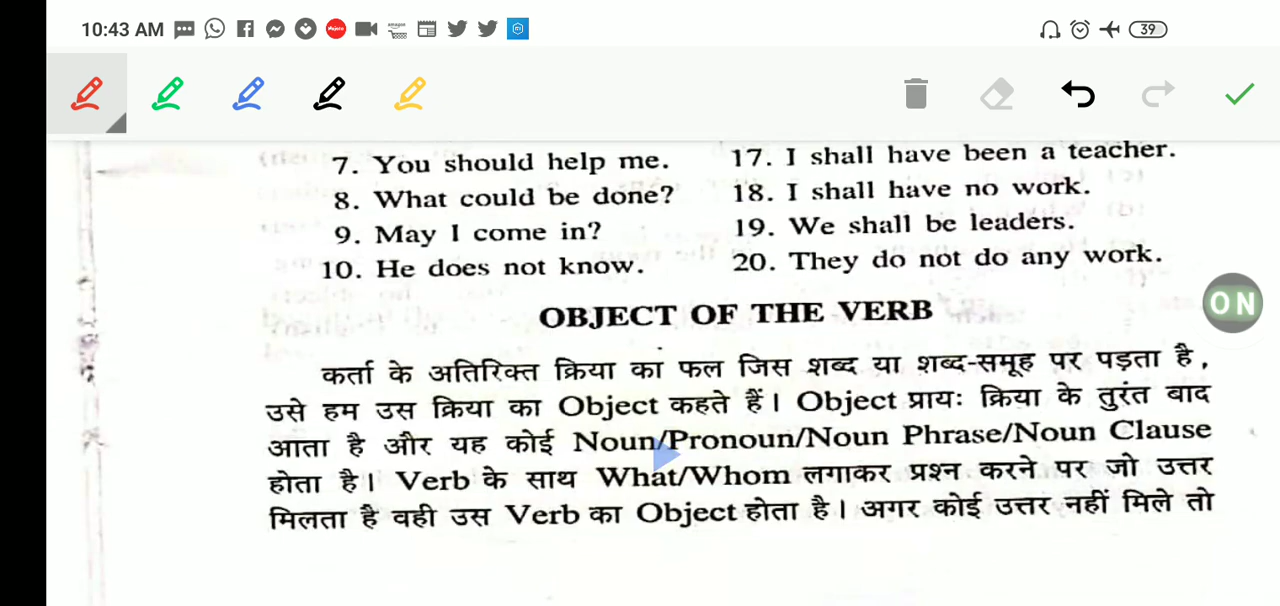 10:43 AM
39
7. You should help me.
17. I shall have been a teacher.
8. What could be done?
18. I shall have no work.
9. May I come in?
19. We shall be leaders.
10. He does not know.
20. They do not do any work.
ON
OBJECT OF THE VERB
कर्ता के अतिरिक्त क्रिया का फल जिस शब्द या शब्द-समूह पर पड़ता है,
उसे हम उस क्रिया का Object कहते हैं। Object प्रायः क्रिया के तुरंत बाद
आता है और यह कोई Noun/Pronoun/Noun Phrase/Noun Clause
होता है। Verb के साथ What/Whom लगाकर प्रश्न करने पर जो उत्तर
मिलता है वही उस Verb का Object होता है। अगर कोई उत्तर नहीं मिले तो